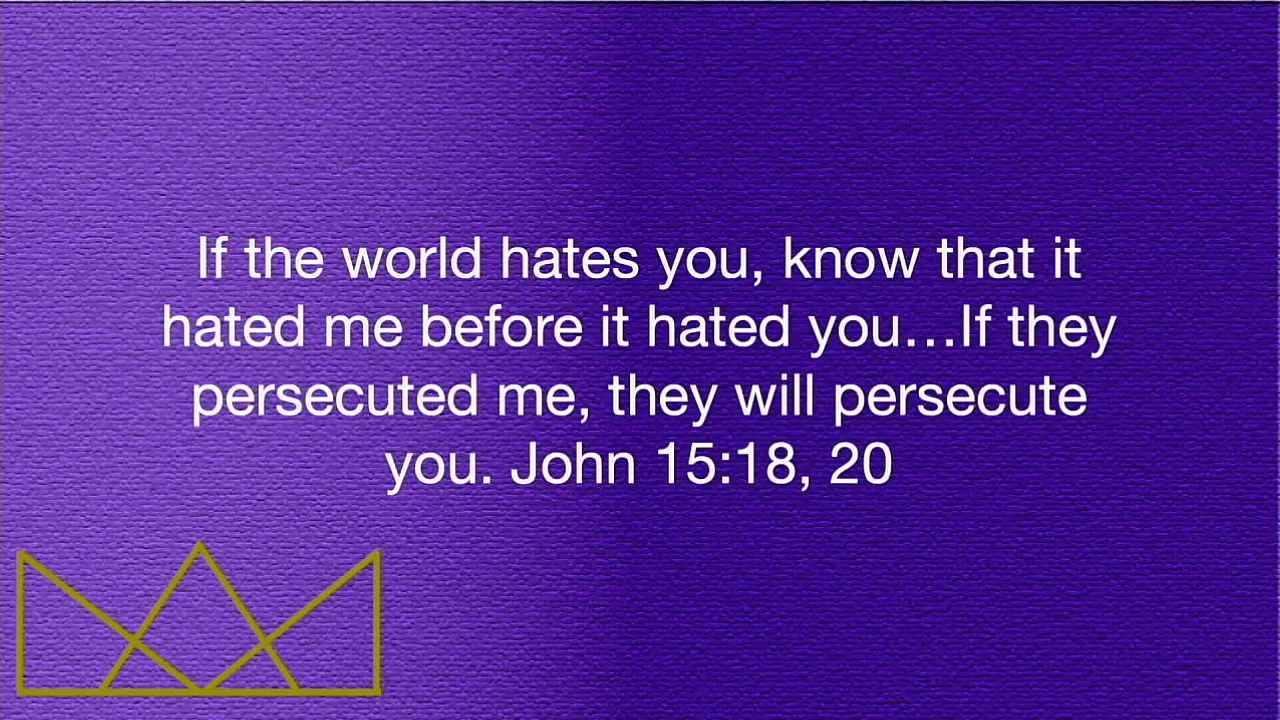 If the world hates you, know that it
hated me before it hated you…If they
persecuted me, they will persecute
you. John 15:18, 20